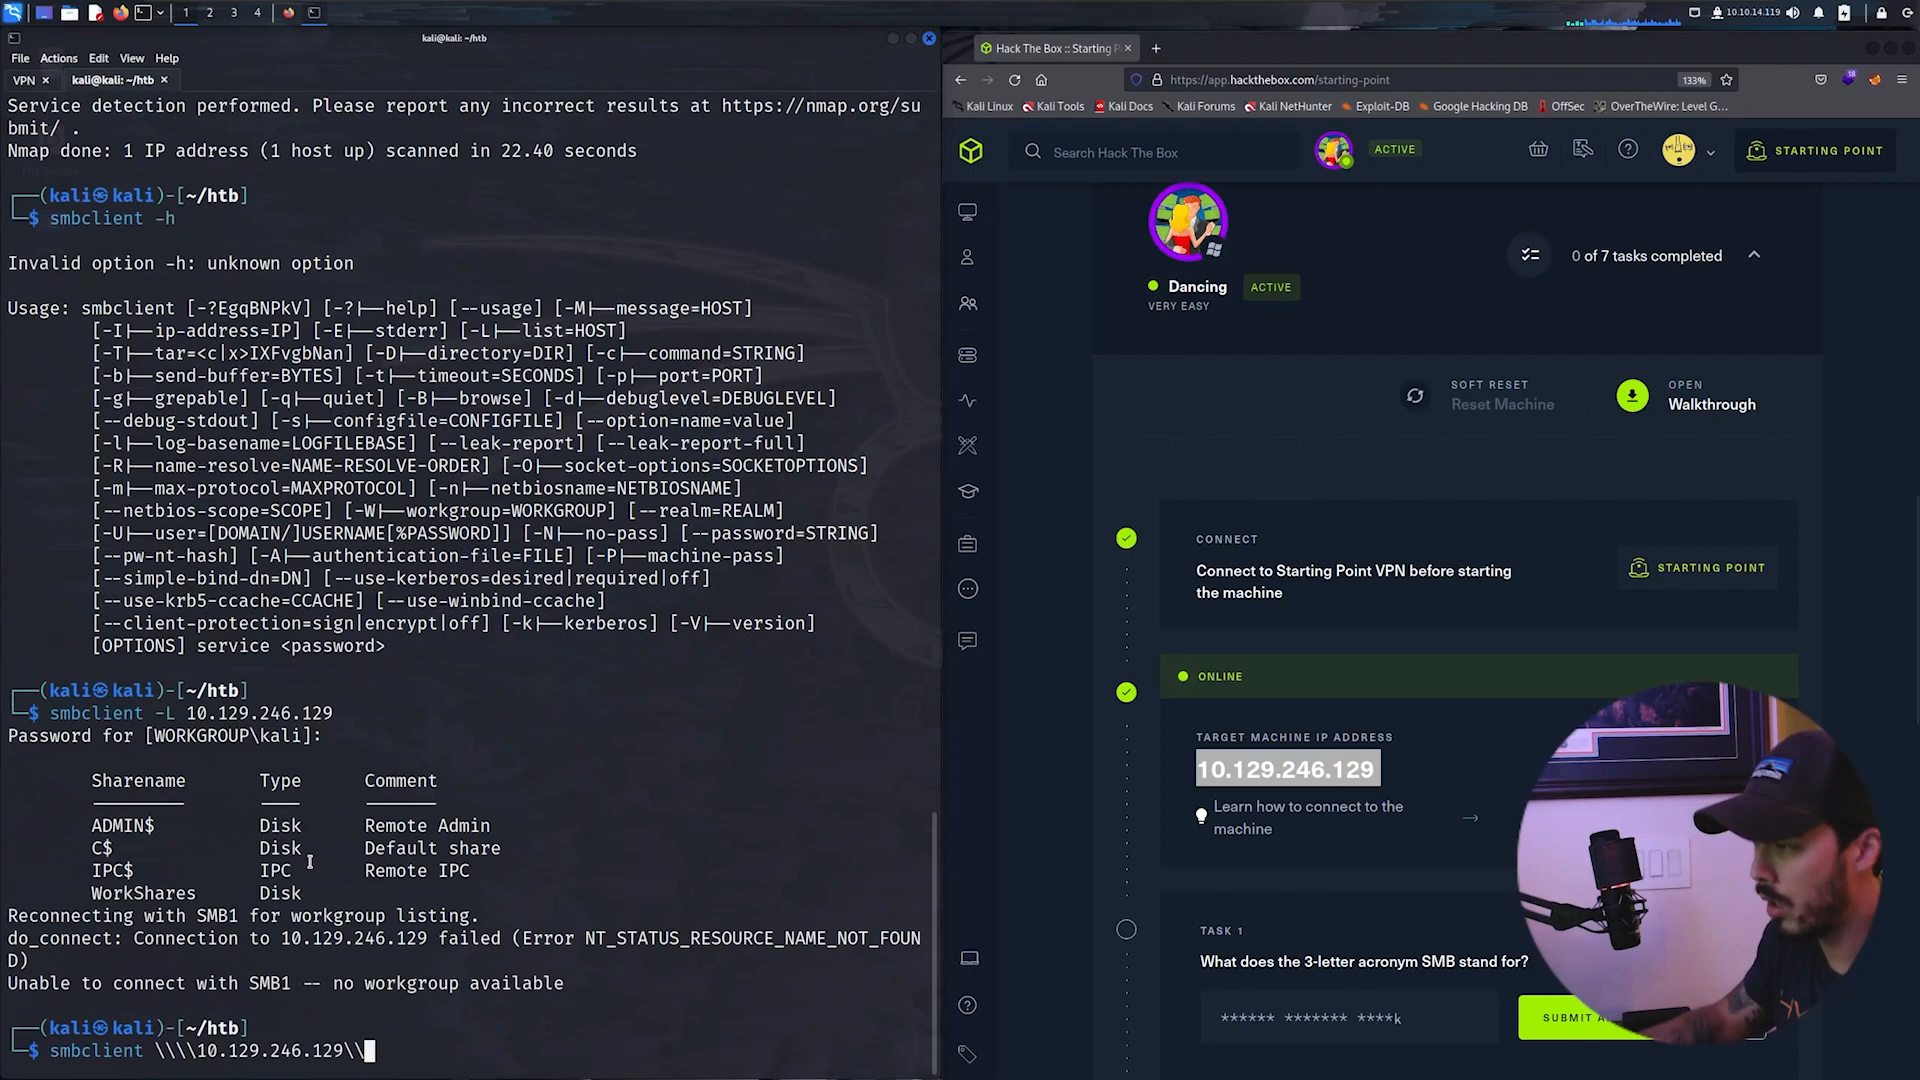 1 2 3 4
10.10.14.119
kali@kali: ~/htb
File Actions Edit View Help
VPN × kali@kali: ~/htb ×
Service detection performed. Please report any incorrect results at https://nmap.org/su
bmit/ .
Nmap done: 1 IP address (1 host up) scanned in 22.40 seconds
┌──(kali㉿kali)-[~/htb]
└─$ smbclient -h
Invalid option -h: unknown option
Usage: smbclient [-?EgqBNPkV] [-?|--help] [--usage] [-M|--message=HOST]
[-I|--ip-address=IP] [-E|--stderr] [-L|--list=HOST]
[-T|--tar=<c|x>IXFvgbNan] [-D|--directory=DIR] [-c|--command=STRING]
[-b|--send-buffer=BYTES] [-t|--timeout=SECONDS] [-p|--port=PORT]
[-g|--grepable] [-q|--quiet] [-B|--browse] [-d|--debuglevel=DEBUGLEVEL]
[--debug-stdout] [-s|--configfile=CONFIGFILE] [--option=name=value]
[-l|--log-basename=LOGFILEBASE] [--leak-report] [--leak-report-full]
[-R|--name-resolve=NAME-RESOLVE-ORDER] [-O|--socket-options=SOCKETOPTIONS]
[-m|--max-protocol=MAXPROTOCOL] [-n|--netbiosname=NETBIOSNAME]
[--netbios-scope=SCOPE] [-W|--workgroup=WORKGROUP] [--realm=REALM]
[-U|--user=[DOMAIN/]USERNAME[%PASSWORD]] [-N|--no-pass] [--password=STRING]
[--pw-nt-hash] [-A|--authentication-file=FILE] [-P|--machine-pass]
[--simple-bind-dn=DN] [--use-kerberos=desired|required|off]
[--use-krb5-ccache=CCACHE] [--use-winbind-ccache]
[--client-protection=sign|encrypt|off] [-k|--kerberos] [-V|--version]
[OPTIONS] service <password>
┌──(kali㉿kali)-[~/htb]
└─$ smbclient -L 10.129.246.129
Password for [WORKGROUP\kali]:
Sharename Type Comment
--------- ---- -------
ADMIN$ Disk Remote Admin
C$ Disk Default share
IPC$ IPC Remote IPC
WorkShares Disk
Reconnecting with SMB1 for workgroup listing.
do_connect: Connection to 10.129.246.129 failed (Error NT_STATUS_RESOURCE_NAME_NOT_FOUN
D)
Unable to connect with SMB1 -- no workgroup available
┌──(kali㉿kali)-[~/htb]
└─$ smbclient \\\\10.129.246.129\\
Hack The Box :: Starting P ×
https://app.hackthebox.com/starting-point 133% 18
Kali Linux Kali Tools Kali Docs Kali Forums Kali NetHunter Exploit-DB Google Hacking DB OffSec OverTheWire: Level G…
Search Hack The Box ACTIVE STARTING POINT
Dancing ACTIVE
VERY EASY
0 of 7 tasks completed
SOFT RESET
Reset Machine
OPEN
Walkthrough
CONNECT
Connect to Starting Point VPN before starting
the machine
STARTING POINT
ONLINE
TARGET MACHINE IP ADDRESS
10.129.246.129
Learn how to connect to the
machine
TASK 1
What does the 3-letter acronym SMB stand for?
****** ******* ****k
SUBMIT